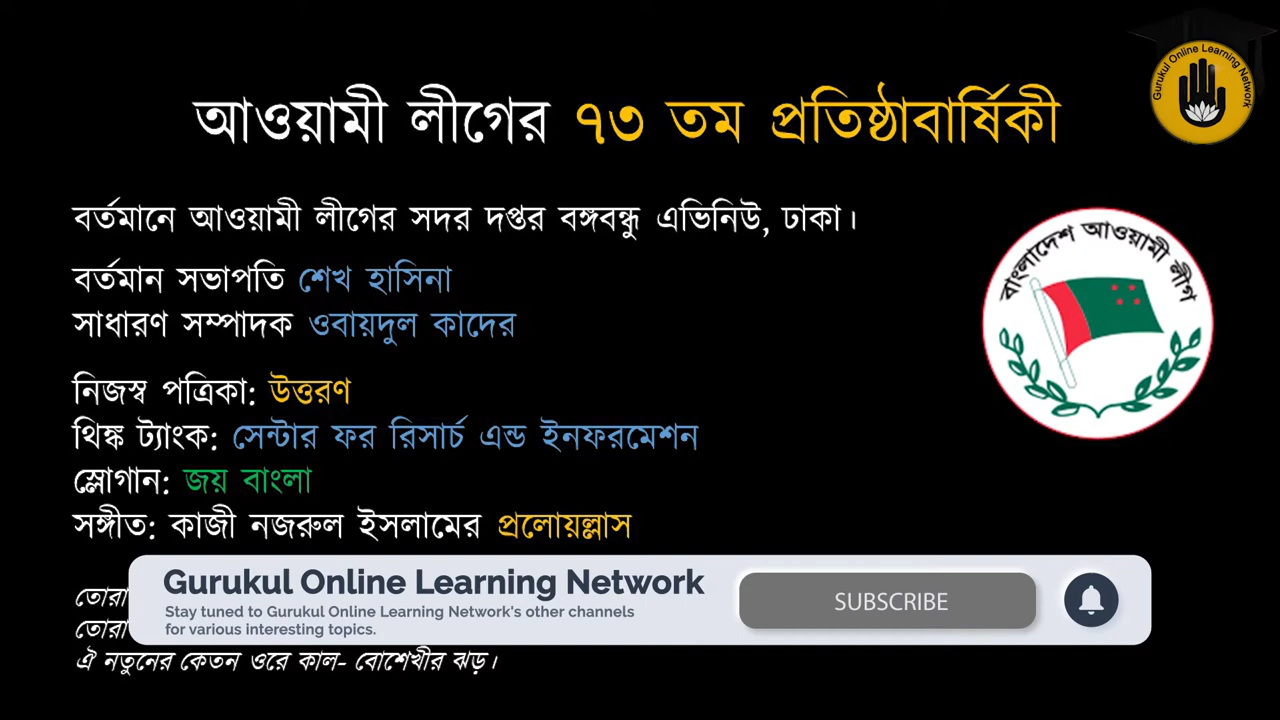 আওয়ামী লীগের ৭৩ তম প্রতিষ্ঠাবার্ষিকী
Gurukul Online Learning Network
বর্তমানে আওয়ামী লীগের সদর দপ্তর বঙ্গবন্ধু এভিনিউ, ঢাকা।
বাংলাদেশ আওয়ামী লীগ
বর্তমান সভাপতি শেখ হাসিনা
সাধারণ সম্পাদক ওবায়দুল কাদের
নিজস্ব পত্রিকা: উত্তরণ
থিঙ্ক ট্যাংক: সেন্টার ফর রিসার্চ এন্ড ইনফরমেশন
স্লোগান: জয় বাংলা
সঙ্গীত: কাজী নজরুল ইসলামের প্রলোয়ল্লাস
তোরা
তোরা
ঐ নতুনের কেতন ওরে কাল- বোশেখীর ঝড়।
Gurukul Online Learning Network
Stay tuned to Gurukul Online Learning Network's other channels
for various interesting topics.
SUBSCRIBE